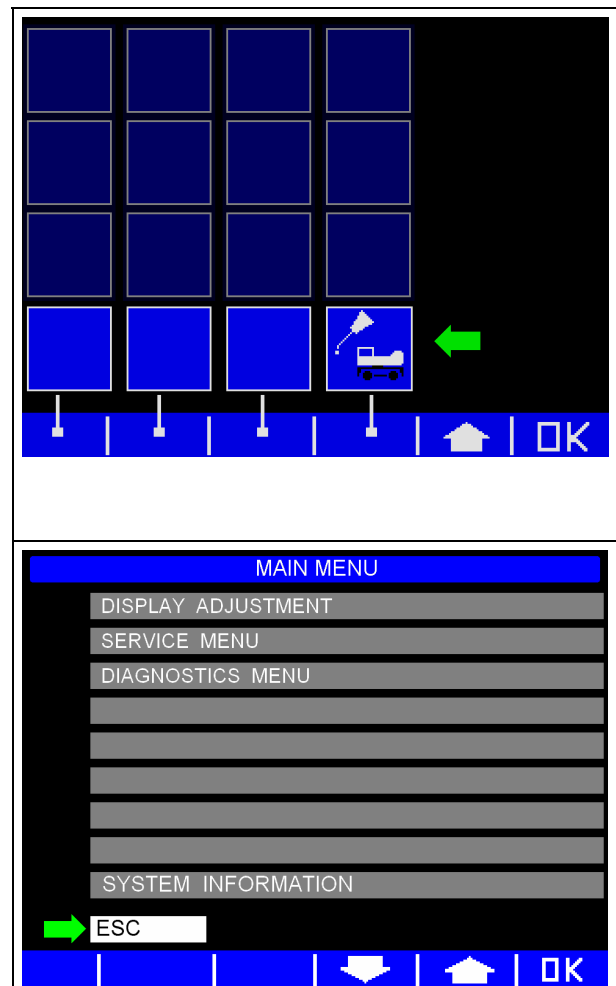 OK
MAIN MENU
DISPLAY ADJUSTMENT
SERVICE MENU
DIAGNOSTICS MENU
SYSTEM INFORMATION
ESC
OK